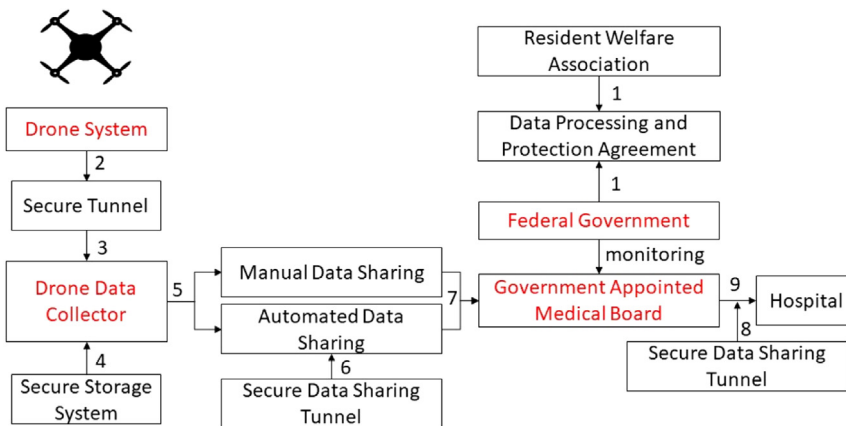 Resident Welfare
Association
1
Drone System
Data Processing and
Protection Agreement
2
1
Secure Tunnel
Federal Government
3
monitoring
Drone Data
Collector
5
Manual Data Sharing
7
Government Appointed
Medical Board
9
Hospital
Automated Data
Sharing
8
4
6
Secure Storage
System
Secure Data Sharing
Tunnel
Secure Data Sharing
Tunnel